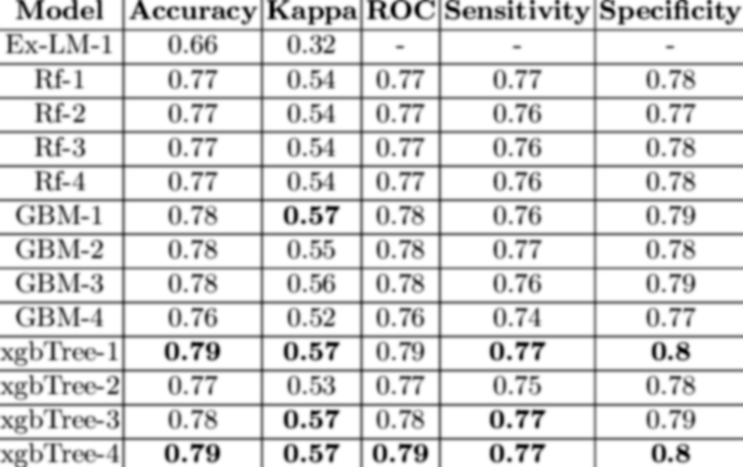 Model Accuracy Kappa ROC Sensitivity Specificity
Ex-LM-1 0.66 0.32 - - -
Rf-1 0.77 0.54 0.77 0.77 0.78
Rf-2 0.77 0.54 0.77 0.76 0.77
Rf-3 0.77 0.54 0.77 0.76 0.78
Rf-4 0.77 0.54 0.77 0.76 0.78
GBM-1 0.78 0.57 0.78 0.76 0.79
GBM-2 0.78 0.55 0.78 0.77 0.78
GBM-3 0.78 0.56 0.78 0.76 0.79
GBM-4 0.76 0.52 0.76 0.74 0.77
xgbTree-1 0.79 0.57 0.79 0.77 0.8
xgbTree-2 0.77 0.53 0.77 0.75 0.78
xgbTree-3 0.78 0.57 0.78 0.77 0.79
xgbTree-4 0.79 0.57 0.79 0.77 0.8